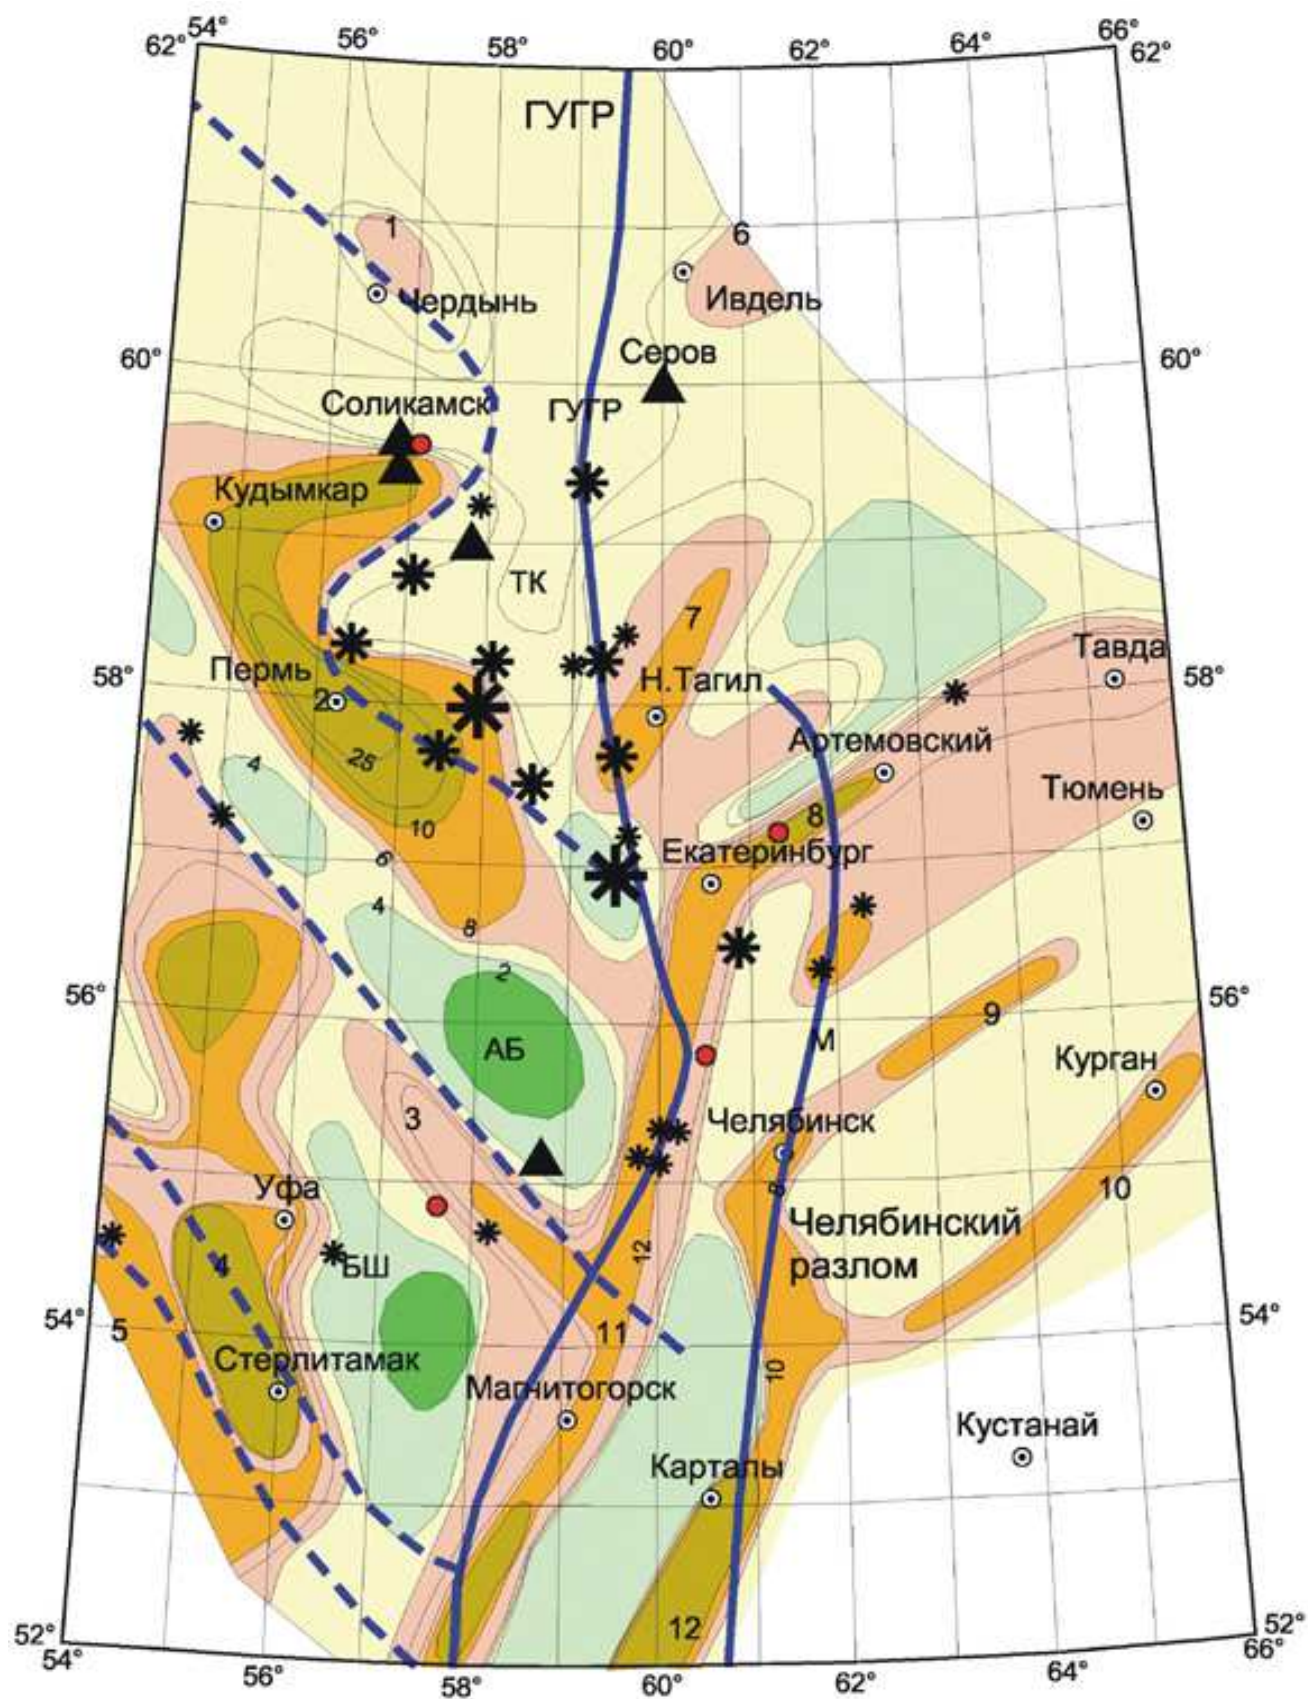 54°
56°
58°
60°
62°
64°
66°
62°
62°
ГУГР
1
6
Чердынь
Ивдель
60°
Серов
60°
Соликамск
ГУГР
Кудымкар
ТК
7
Тавда
58°
Пермь
Н.Тагил
58°
2
Артемовский
4
25
Тюмень
10
8
6
Екатеринбург
4
8
2
56°
56°
9
АБ
М
Курган
3
Челябинск
Уфа
8
10
Челябинский
разлом
4
БШ
12
54°
5
11
54°
Стерлитамак
10
Магнитогорск
Кустанай
Карталы
12
52°
54°
56°
58°
60°
62°
64°
52°
66°